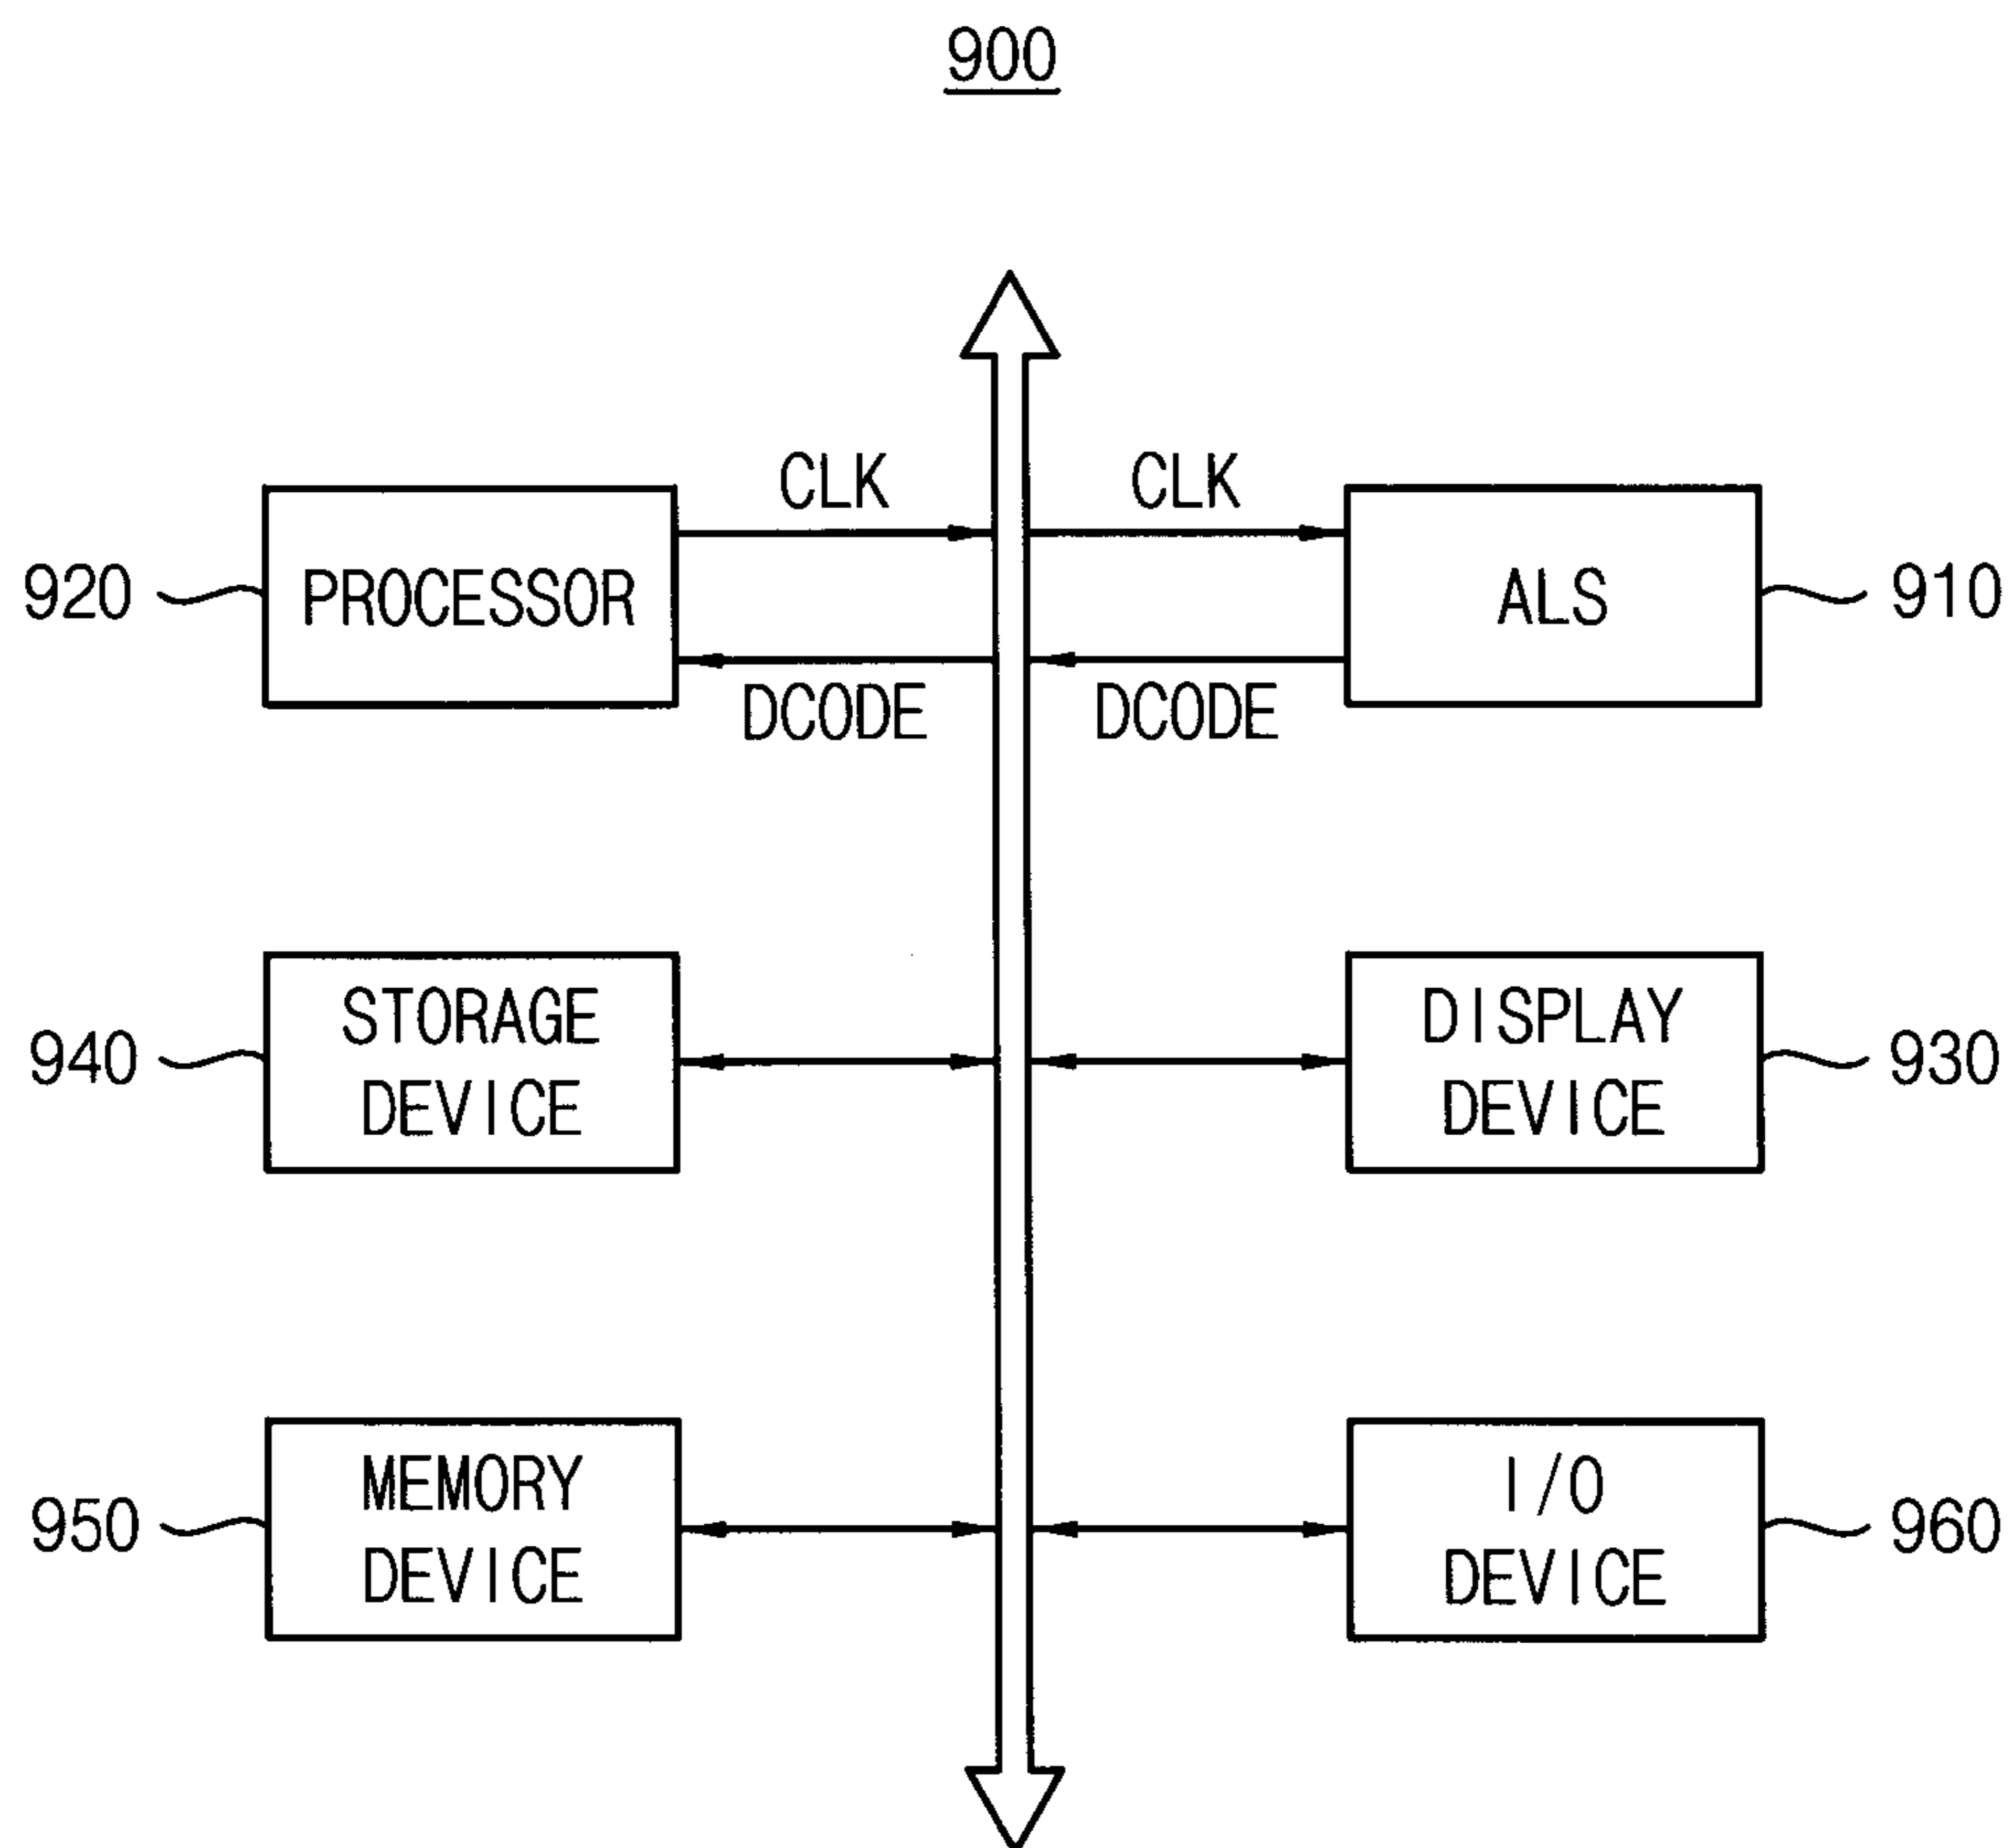 900
CLK
CLK
920
PROCESSOR
ALS
910
DCODE
DCODE
940
STORAGE
DEVICE
DISPLAY
DEVICE
930
950
MEMORY
DEVICE
I/O
DEVICE
960